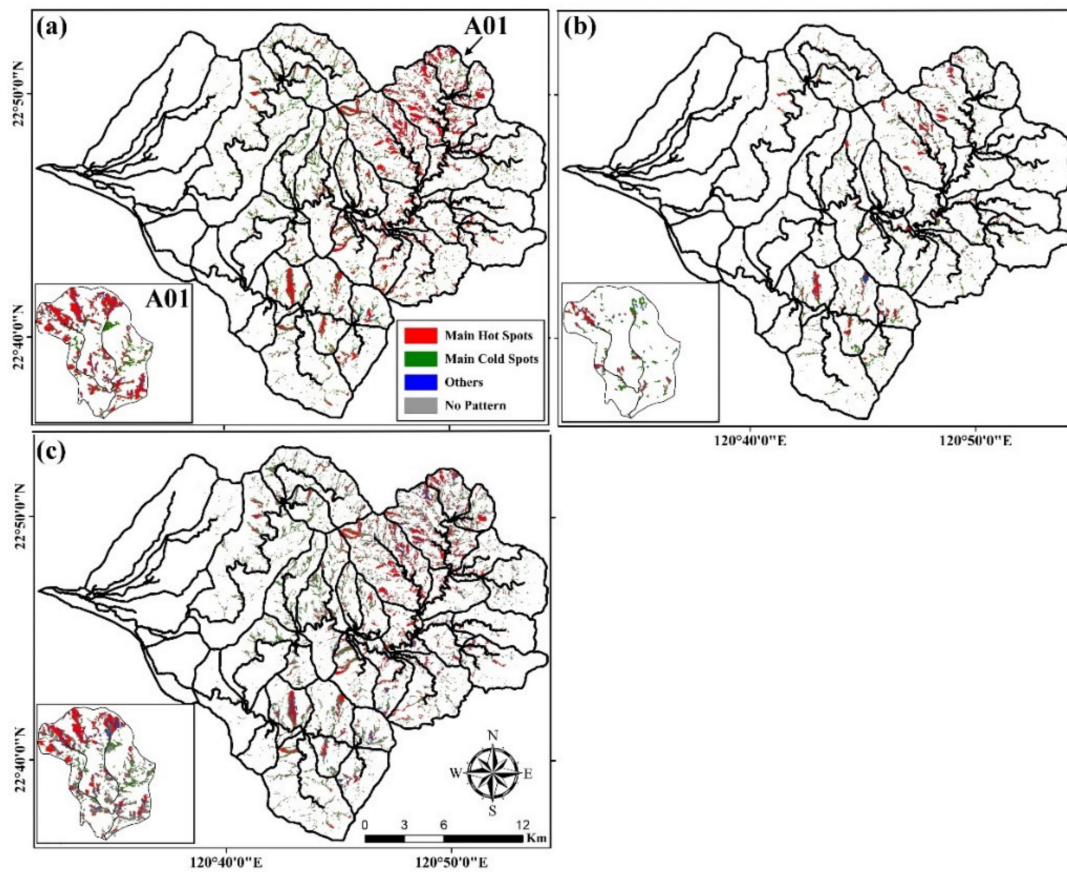 (a)
A01
(b)
22°50'0"N
A01
Main Hot Spots
Main Cold Spots
Others
No Pattern
22°40'0"N
120°40'0"E
120°50'0"E
(c)
22°50'0"N
22°40'0"N
N
W
E
S
0 3 6 12
Km
120°40'0"E
120°50'0"E